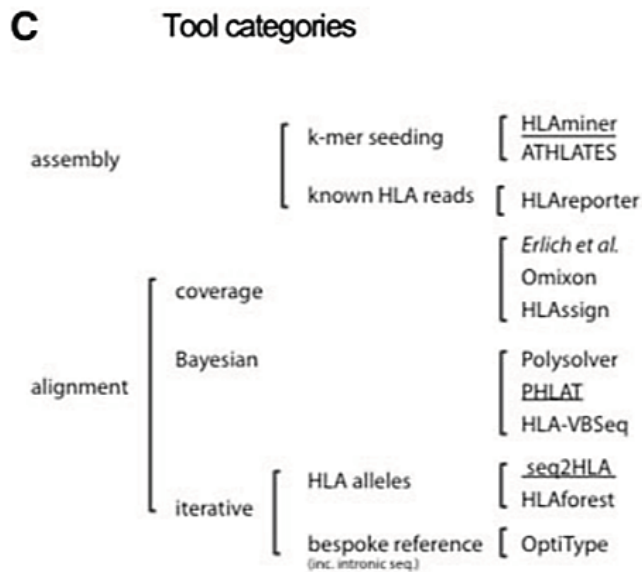 C Tool categories
assembly
k-mer seeding
HLAminer
ATHLATES
known HLA reads
HLAreporter
alignment
coverage
Erlich et al.
Omixon
HLAssign
Bayesian
Polysolver
PHLAT
HLA-VBSeq
iterative
HLA alleles
seq2HLA
HLAforest
bespoke reference
(inc. intronic seq.)
OptiType